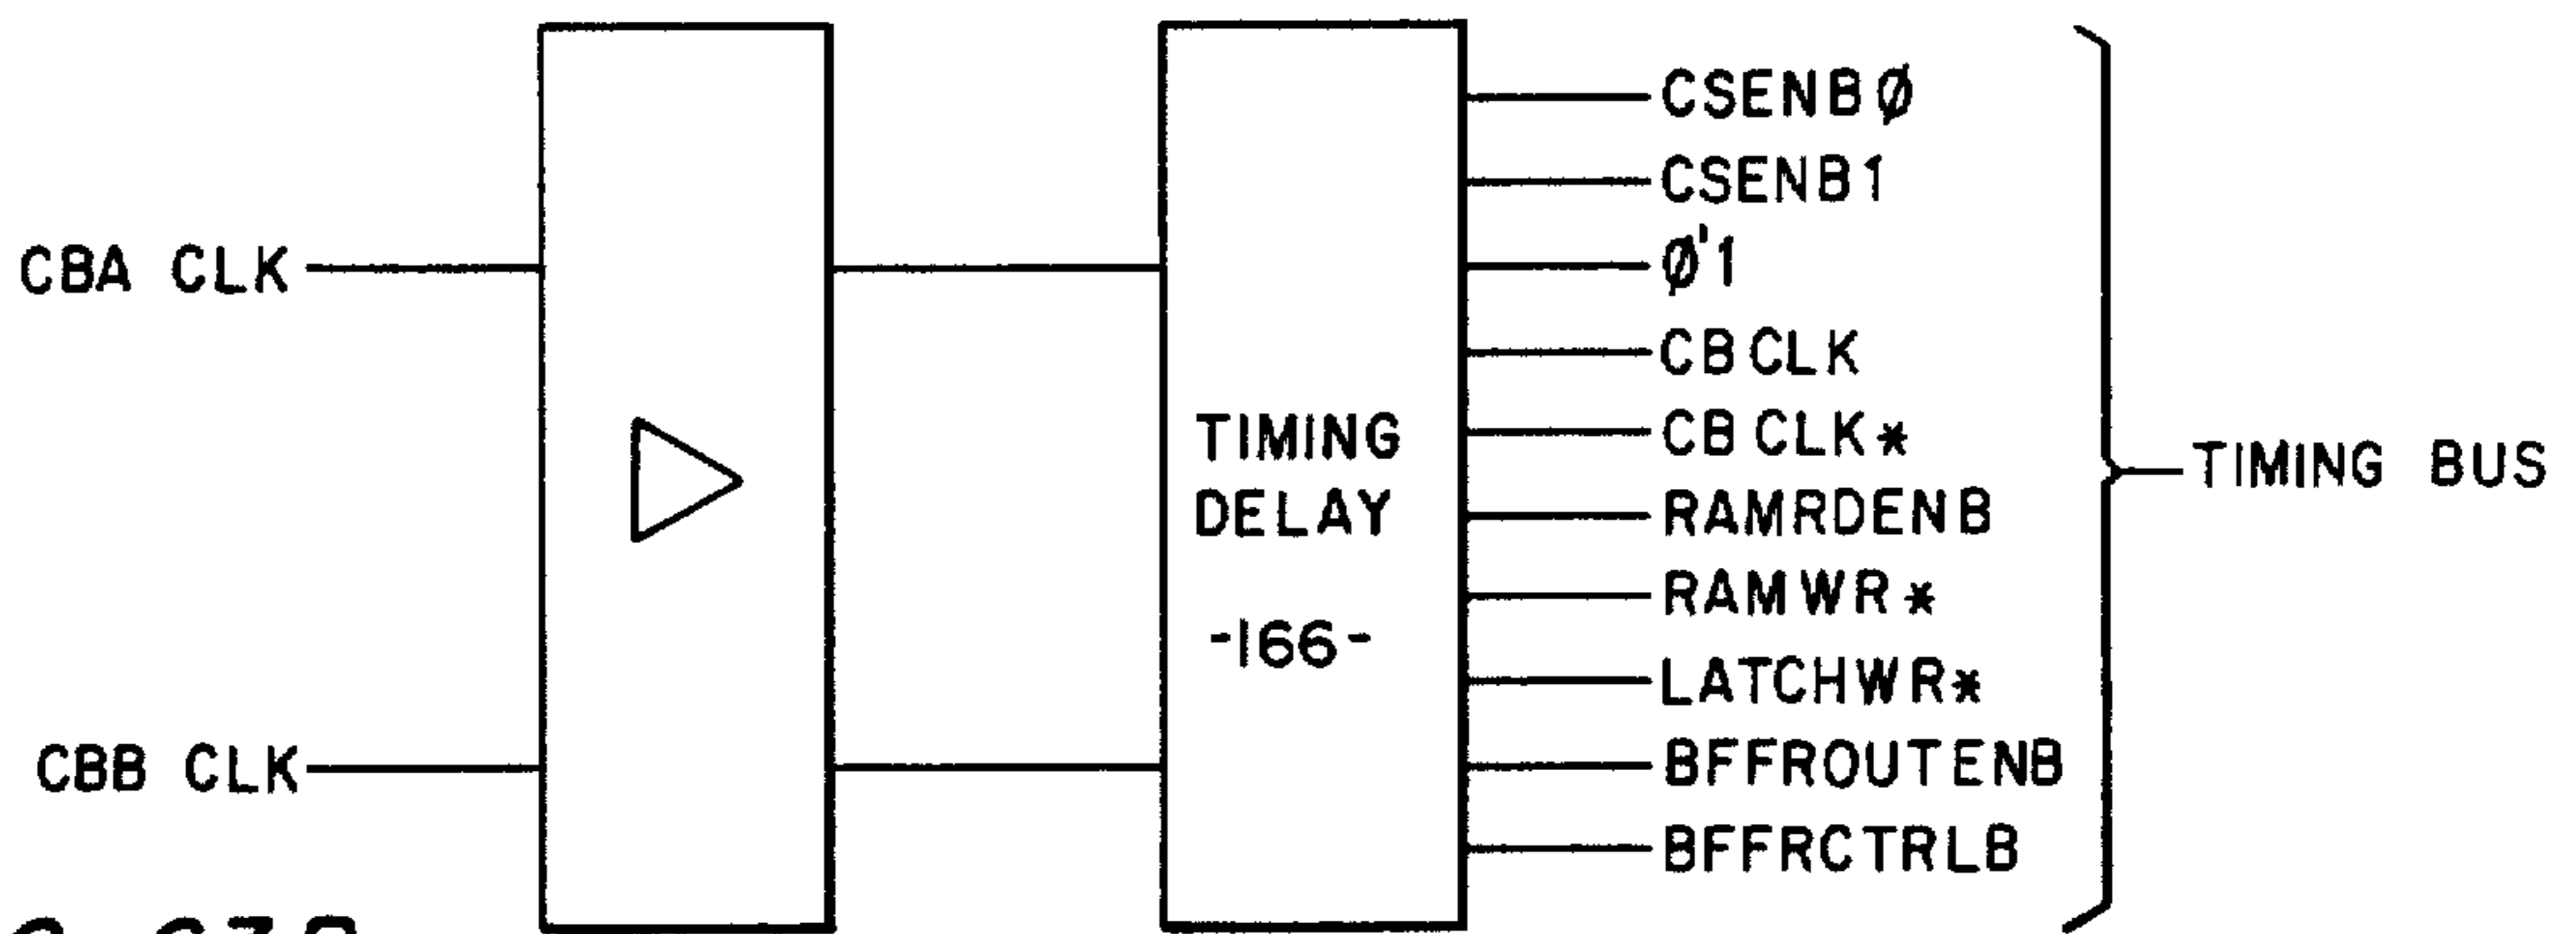 CBA CLK
CBB CLK
TIMING
DELAY
-166-
CSENBØ
CSENB1
Ø'1
CB CLK
CB CLK*
RAMRDENB
RAMWR*
LATCHWR*
BFFROUTENB
BFFRCTRLB
TIMING BUS